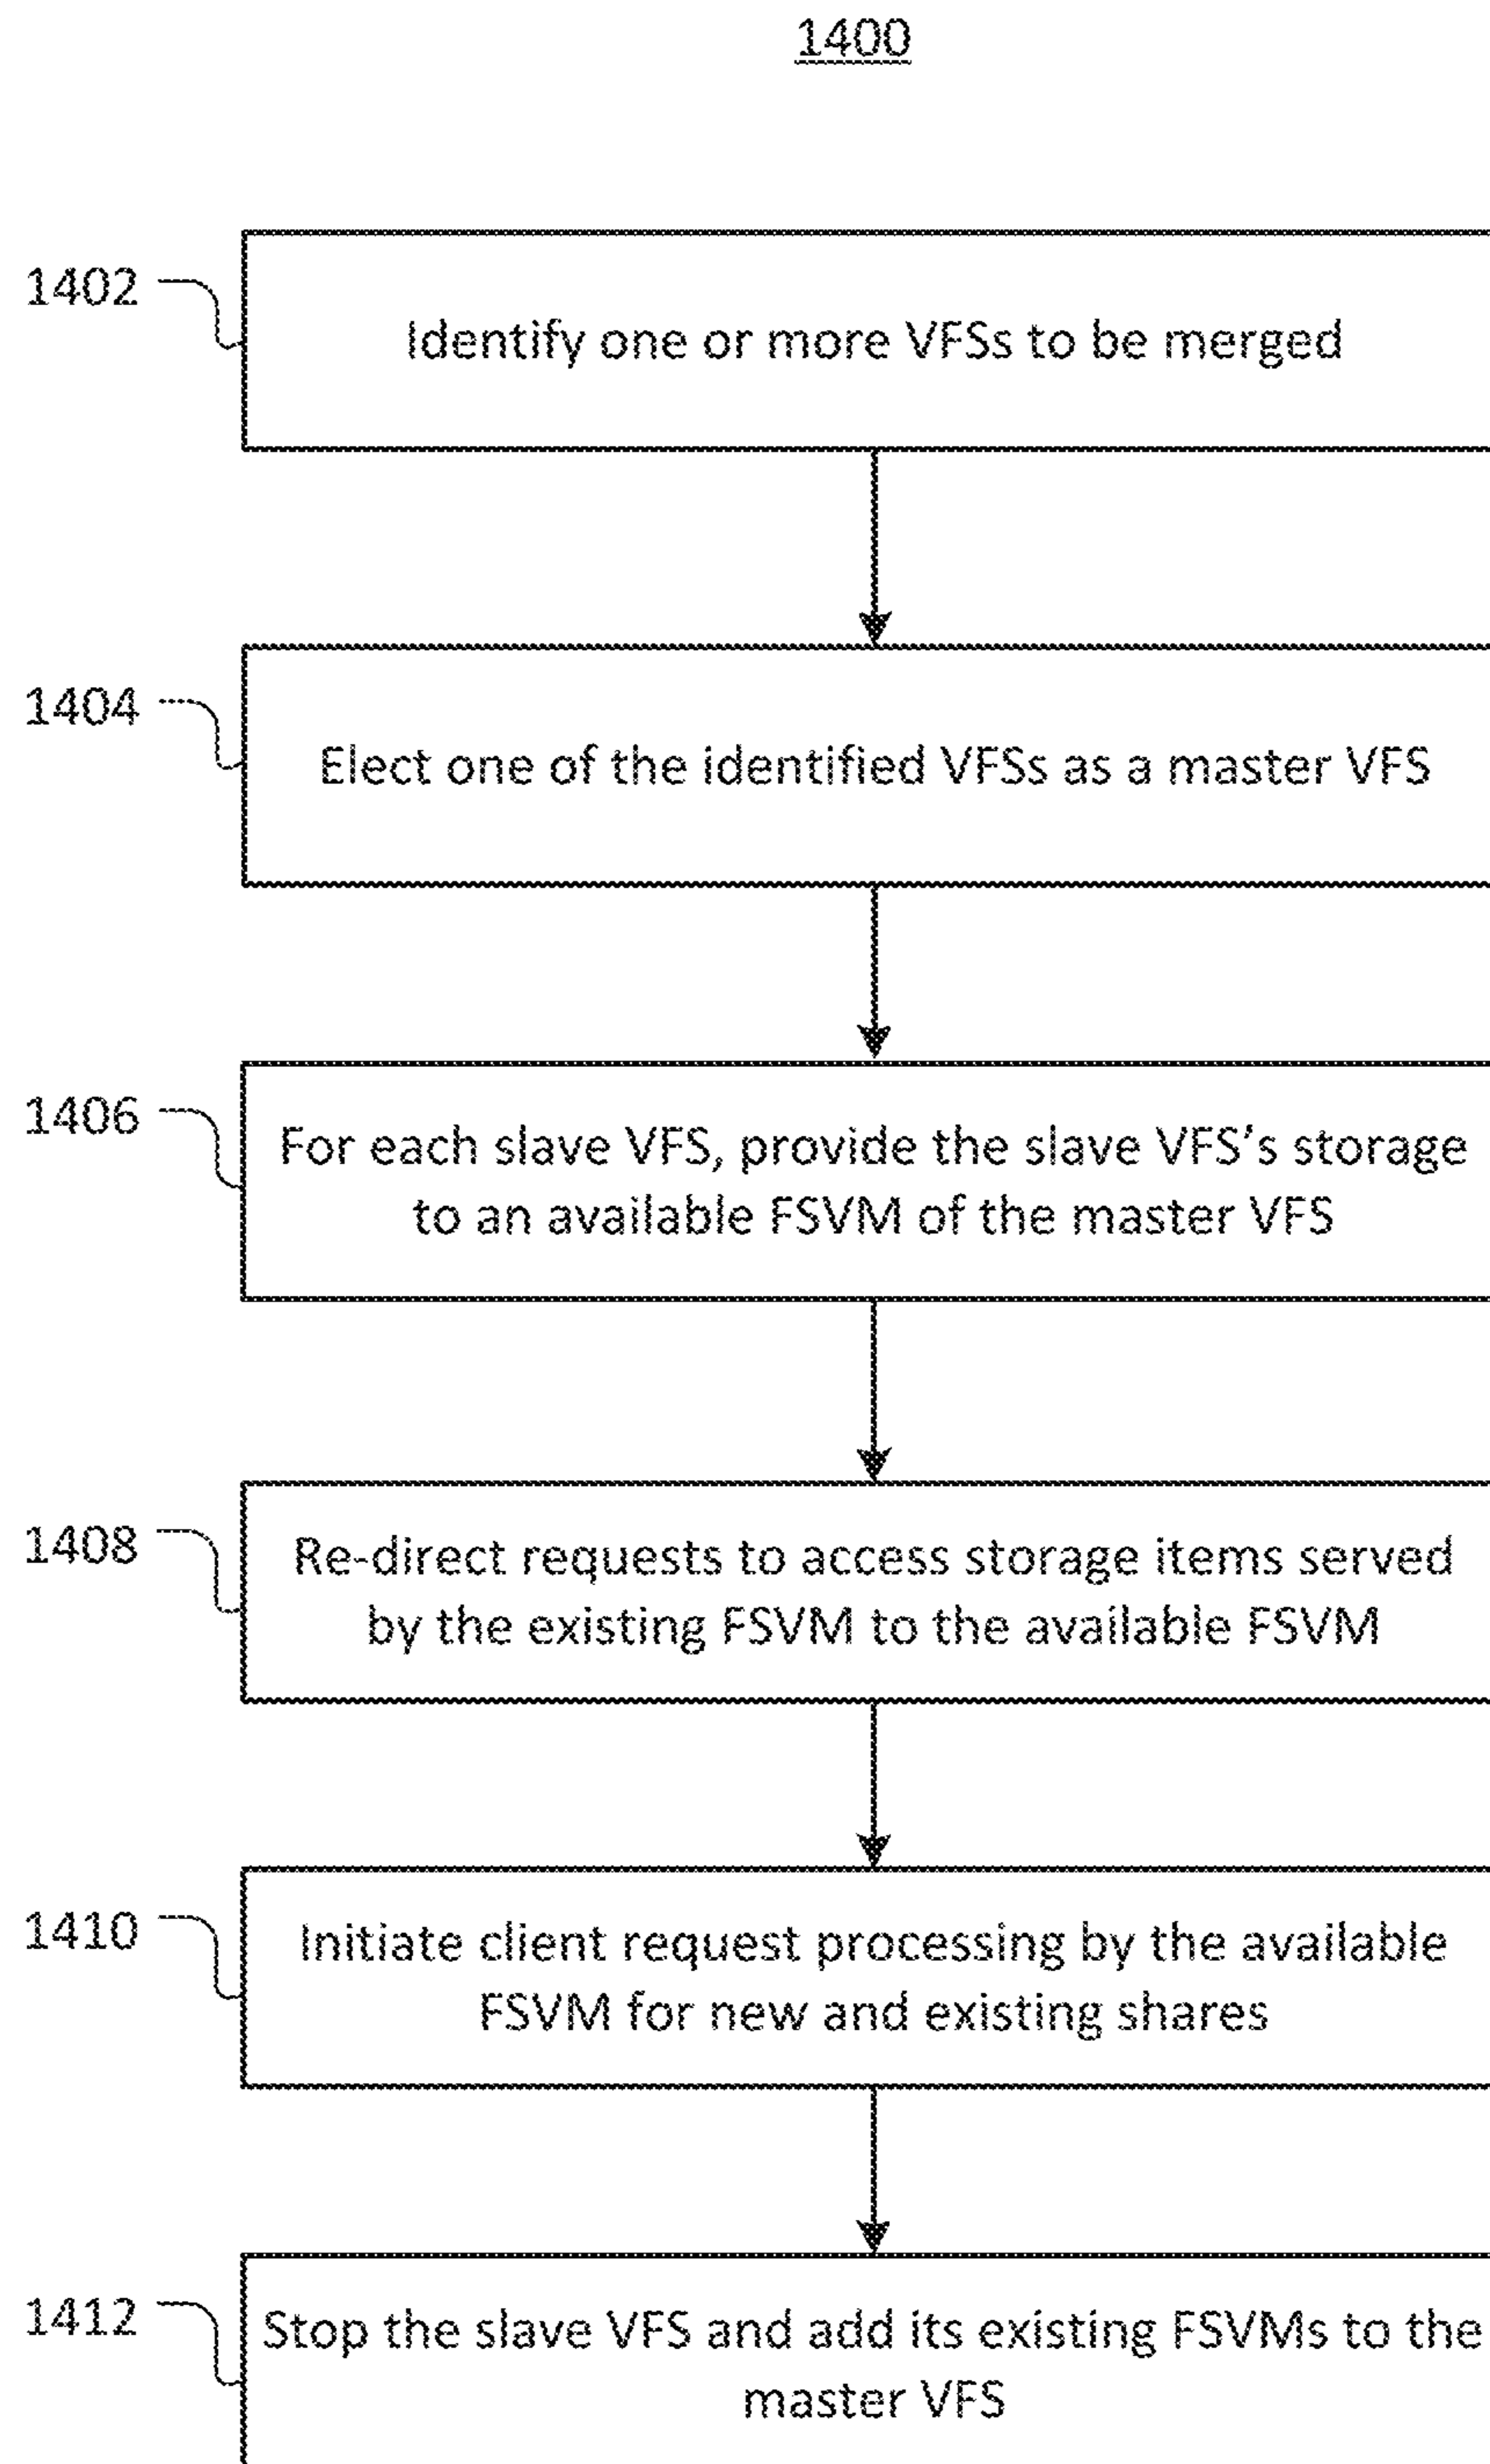 1400
1402
Identify one or more VFSs to be merged
1404
Elect one of the identified VFSs as a master VFS
1406
For each slave VFS, provide the slave VFS's storage
to an available FSVM of the master VFS
1408
Re-direct requests to access storage items served
by the existing FSVM to the available FSVM
1410
Initiate client request processing by the available
FSVM for new and existing shares
1412
Stop the slave VFS and add its existing FSVMs to the
master VFS